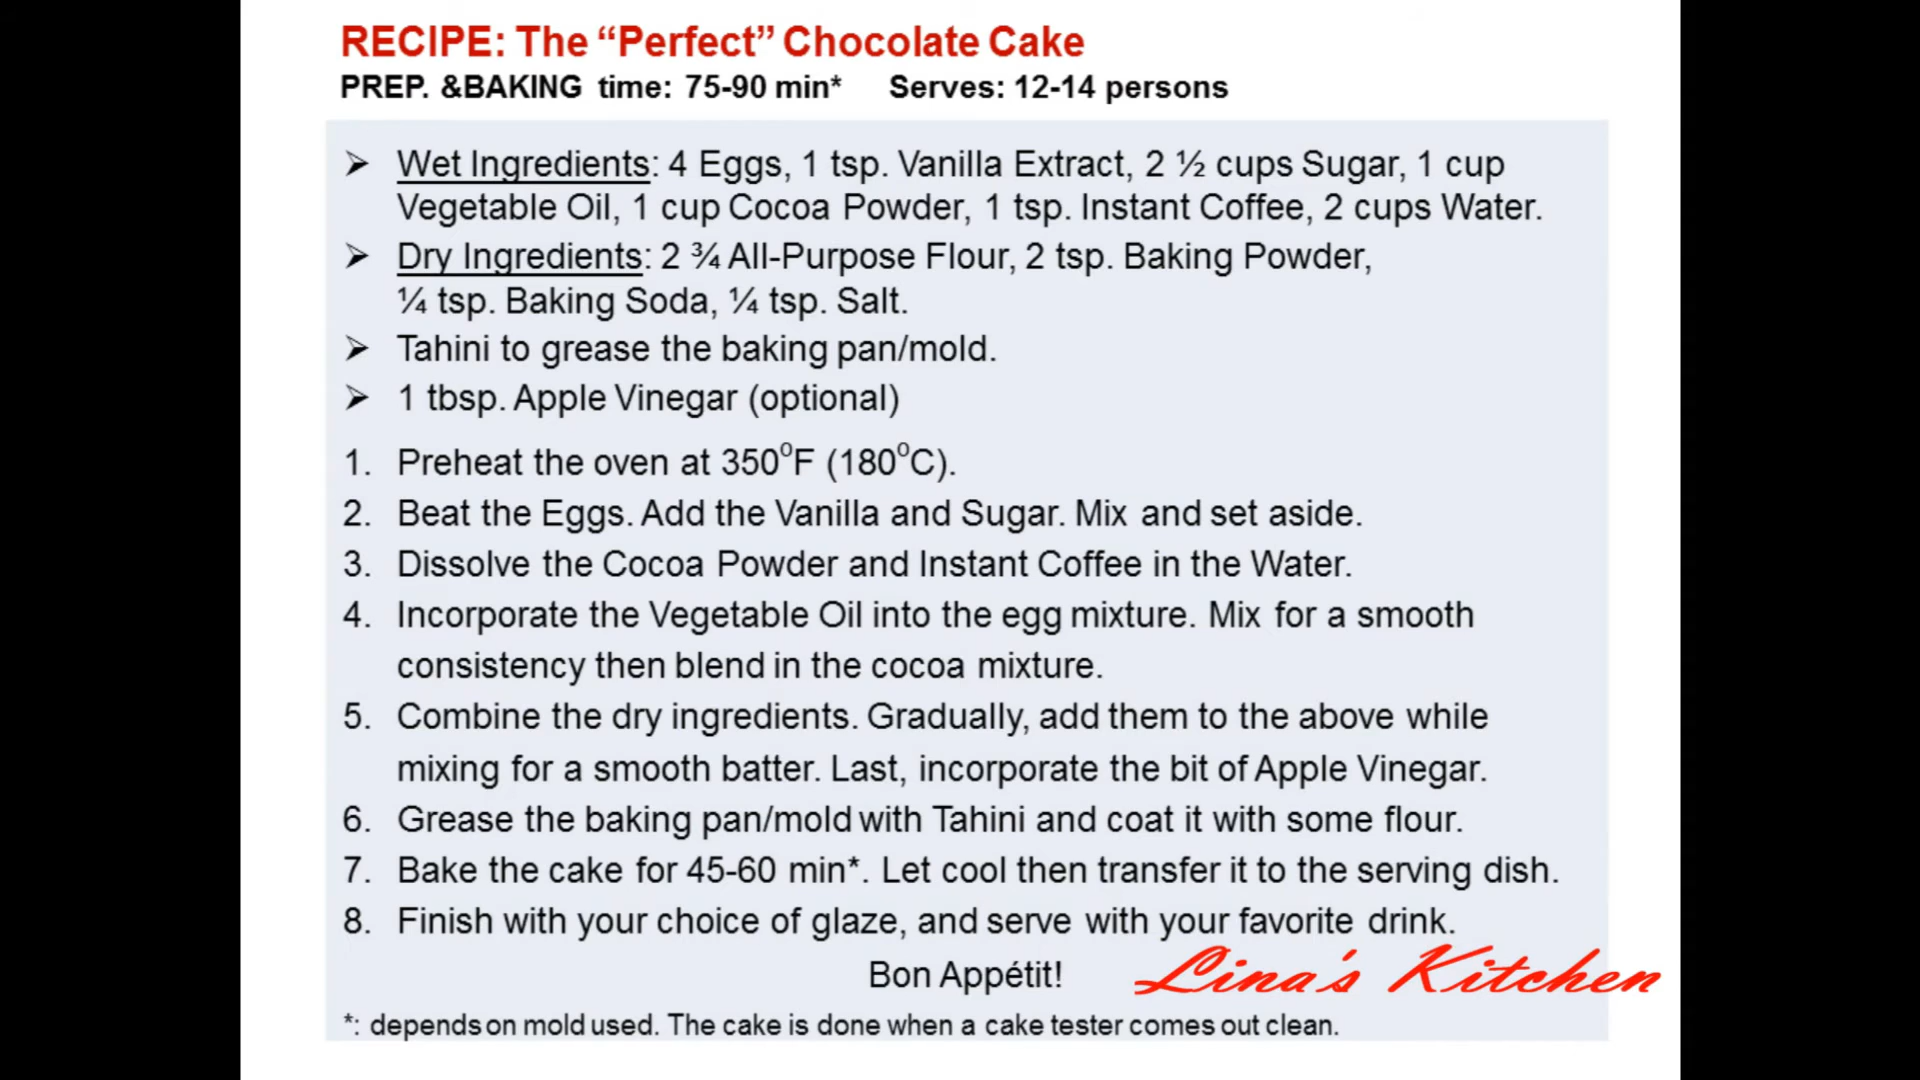 RECIPE: The “Perfect” Chocolate Cake
PREP. &BAKING time: 75-90 min* Serves: 12-14 persons
➢ Wet Ingredients: 4 Eggs, 1 tsp. Vanilla Extract, 2 ½ cups Sugar, 1 cup
Vegetable Oil, 1 cup Cocoa Powder, 1 tsp. Instant Coffee, 2 cups Water.
➢ Dry Ingredients: 2 ¾ All-Purpose Flour, 2 tsp. Baking Powder,
¼ tsp. Baking Soda, ¼ tsp. Salt.
➢ Tahini to grease the baking pan/mold.
➢ 1 tbsp. Apple Vinegar (optional)
1. Preheat the oven at 350⁰F (180⁰C).
2. Beat the Eggs. Add the Vanilla and Sugar. Mix and set aside.
3. Dissolve the Cocoa Powder and Instant Coffee in the Water.
4. Incorporate the Vegetable Oil into the egg mixture. Mix for a smooth
consistency then blend in the cocoa mixture.
5. Combine the dry ingredients. Gradually, add them to the above while
mixing for a smooth batter. Last, incorporate the bit of Apple Vinegar.
6. Grease the baking pan/mold with Tahini and coat it with some flour.
7. Bake the cake for 45-60 min*. Let cool then transfer it to the serving dish.
8. Finish with your choice of glaze, and serve with your favorite drink.
Bon Appétit! Lina's Kitchen
*: depends on mold used. The cake is done when a cake tester comes out clean.